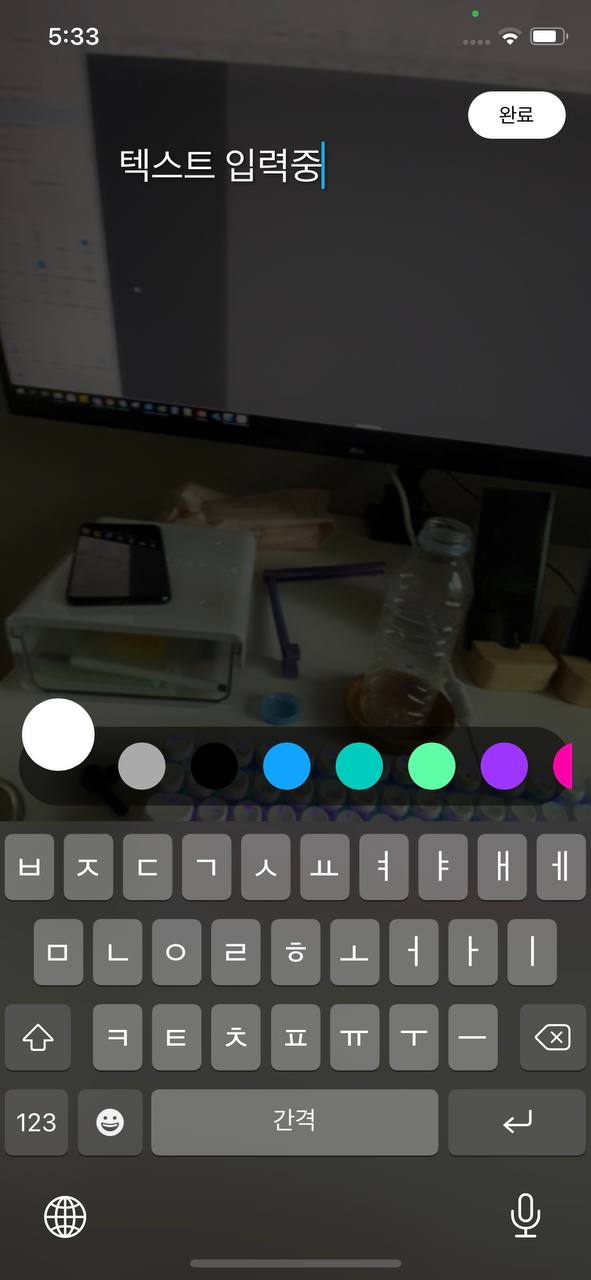 5:33
완료
텍스트 입력중
ㅂ ㅈ ㄷ ㄱ ㅅ ㅛ ㅕ ㅑ ㅐ ㅔ
ㅁ ㄴ ㅇ ㄹ ㅎ ㅗ ㅓ ㅏ ㅣ
ㅋ ㅌ ㅊ ㅍ ㅠ ㅜ ㅡ
123 간격